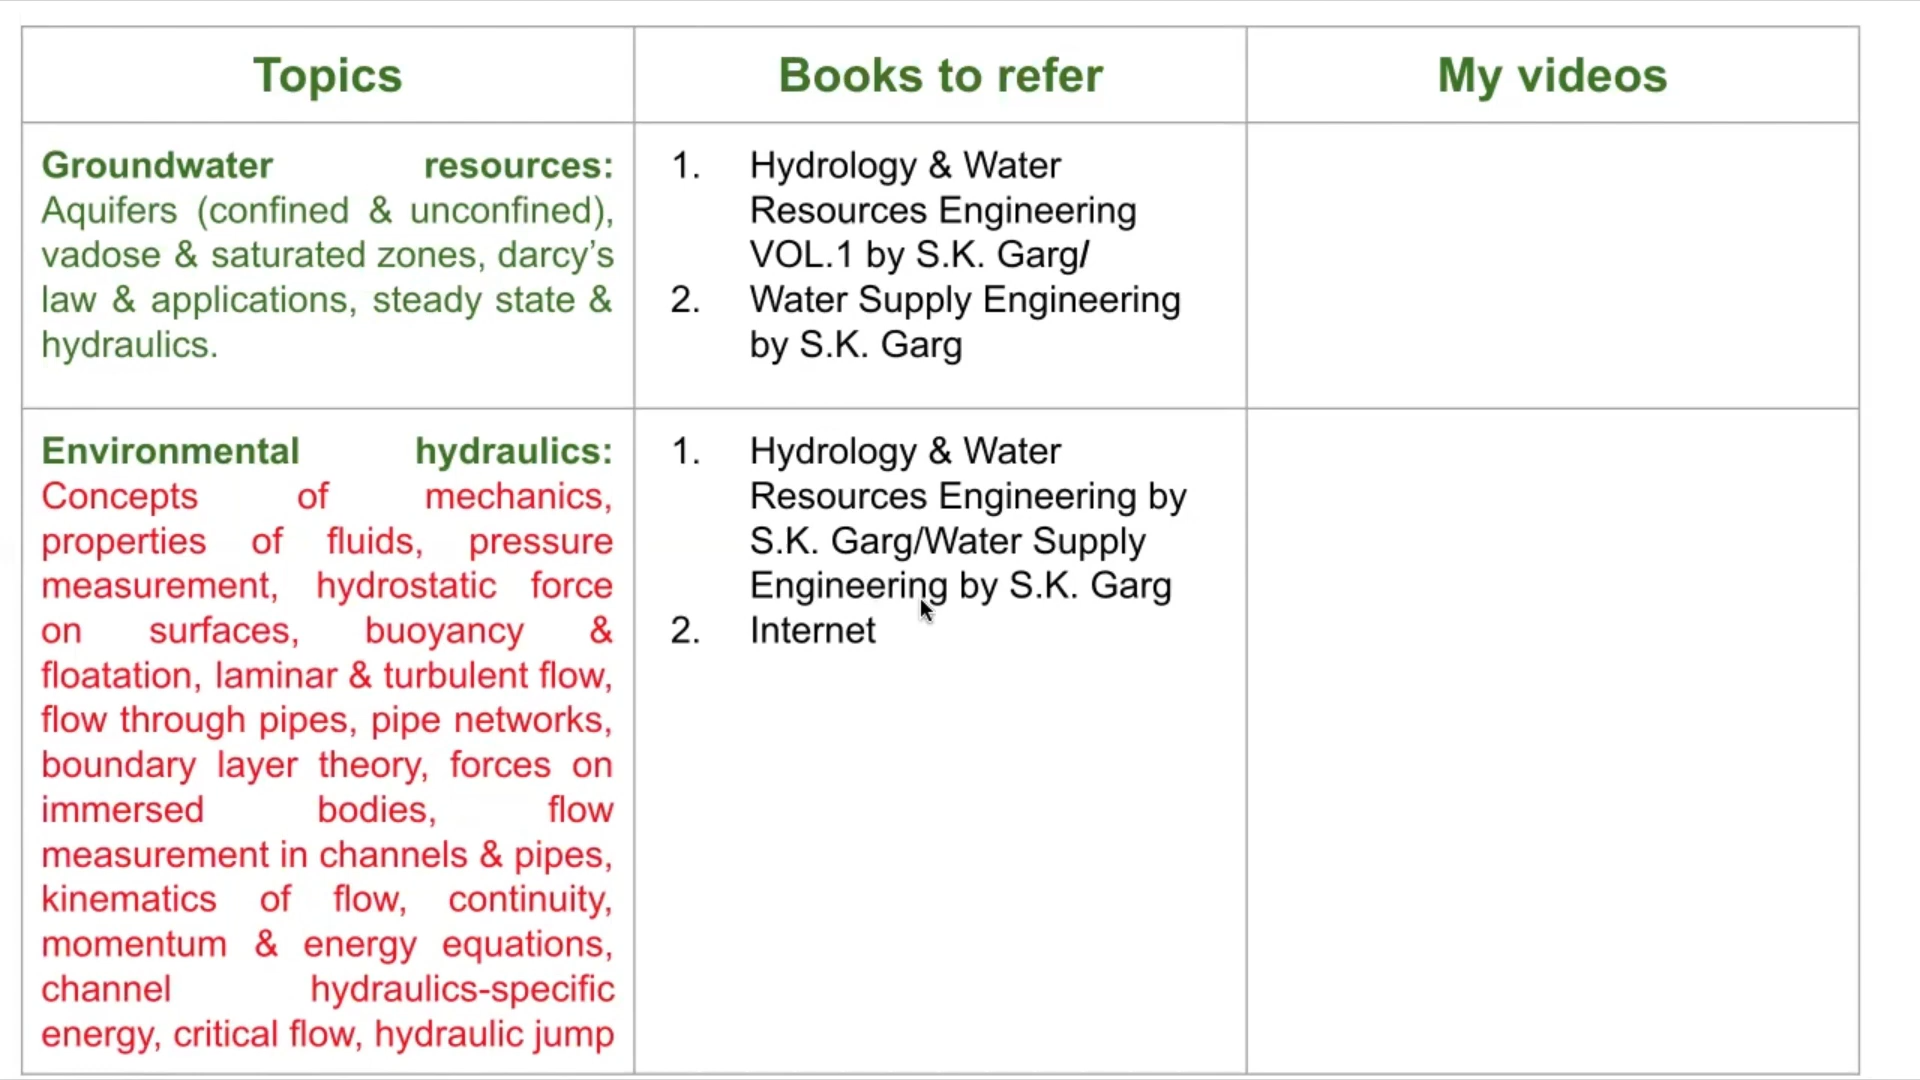 Topics
Books to refer
My videos
Groundwater resources:
Aquifers (confined & unconfined),
vadose & saturated zones, darcy’s
law & applications, steady state &
hydraulics.
1. Hydrology & Water
Resources Engineering
VOL.1 by S.K. Garg/
2. Water Supply Engineering
by S.K. Garg
Environmental hydraulics:
Concepts of mechanics,
properties of fluids, pressure
measurement, hydrostatic force
on surfaces, buoyancy &
floatation, laminar & turbulent flow,
flow through pipes, pipe networks,
boundary layer theory, forces on
immersed bodies, flow
measurement in channels & pipes,
kinematics of flow, continuity,
momentum & energy equations,
channel hydraulics-specific
energy, critical flow, hydraulic jump
1. Hydrology & Water
Resources Engineering by
S.K. Garg/Water Supply
Engineering by S.K. Garg
2. Internet